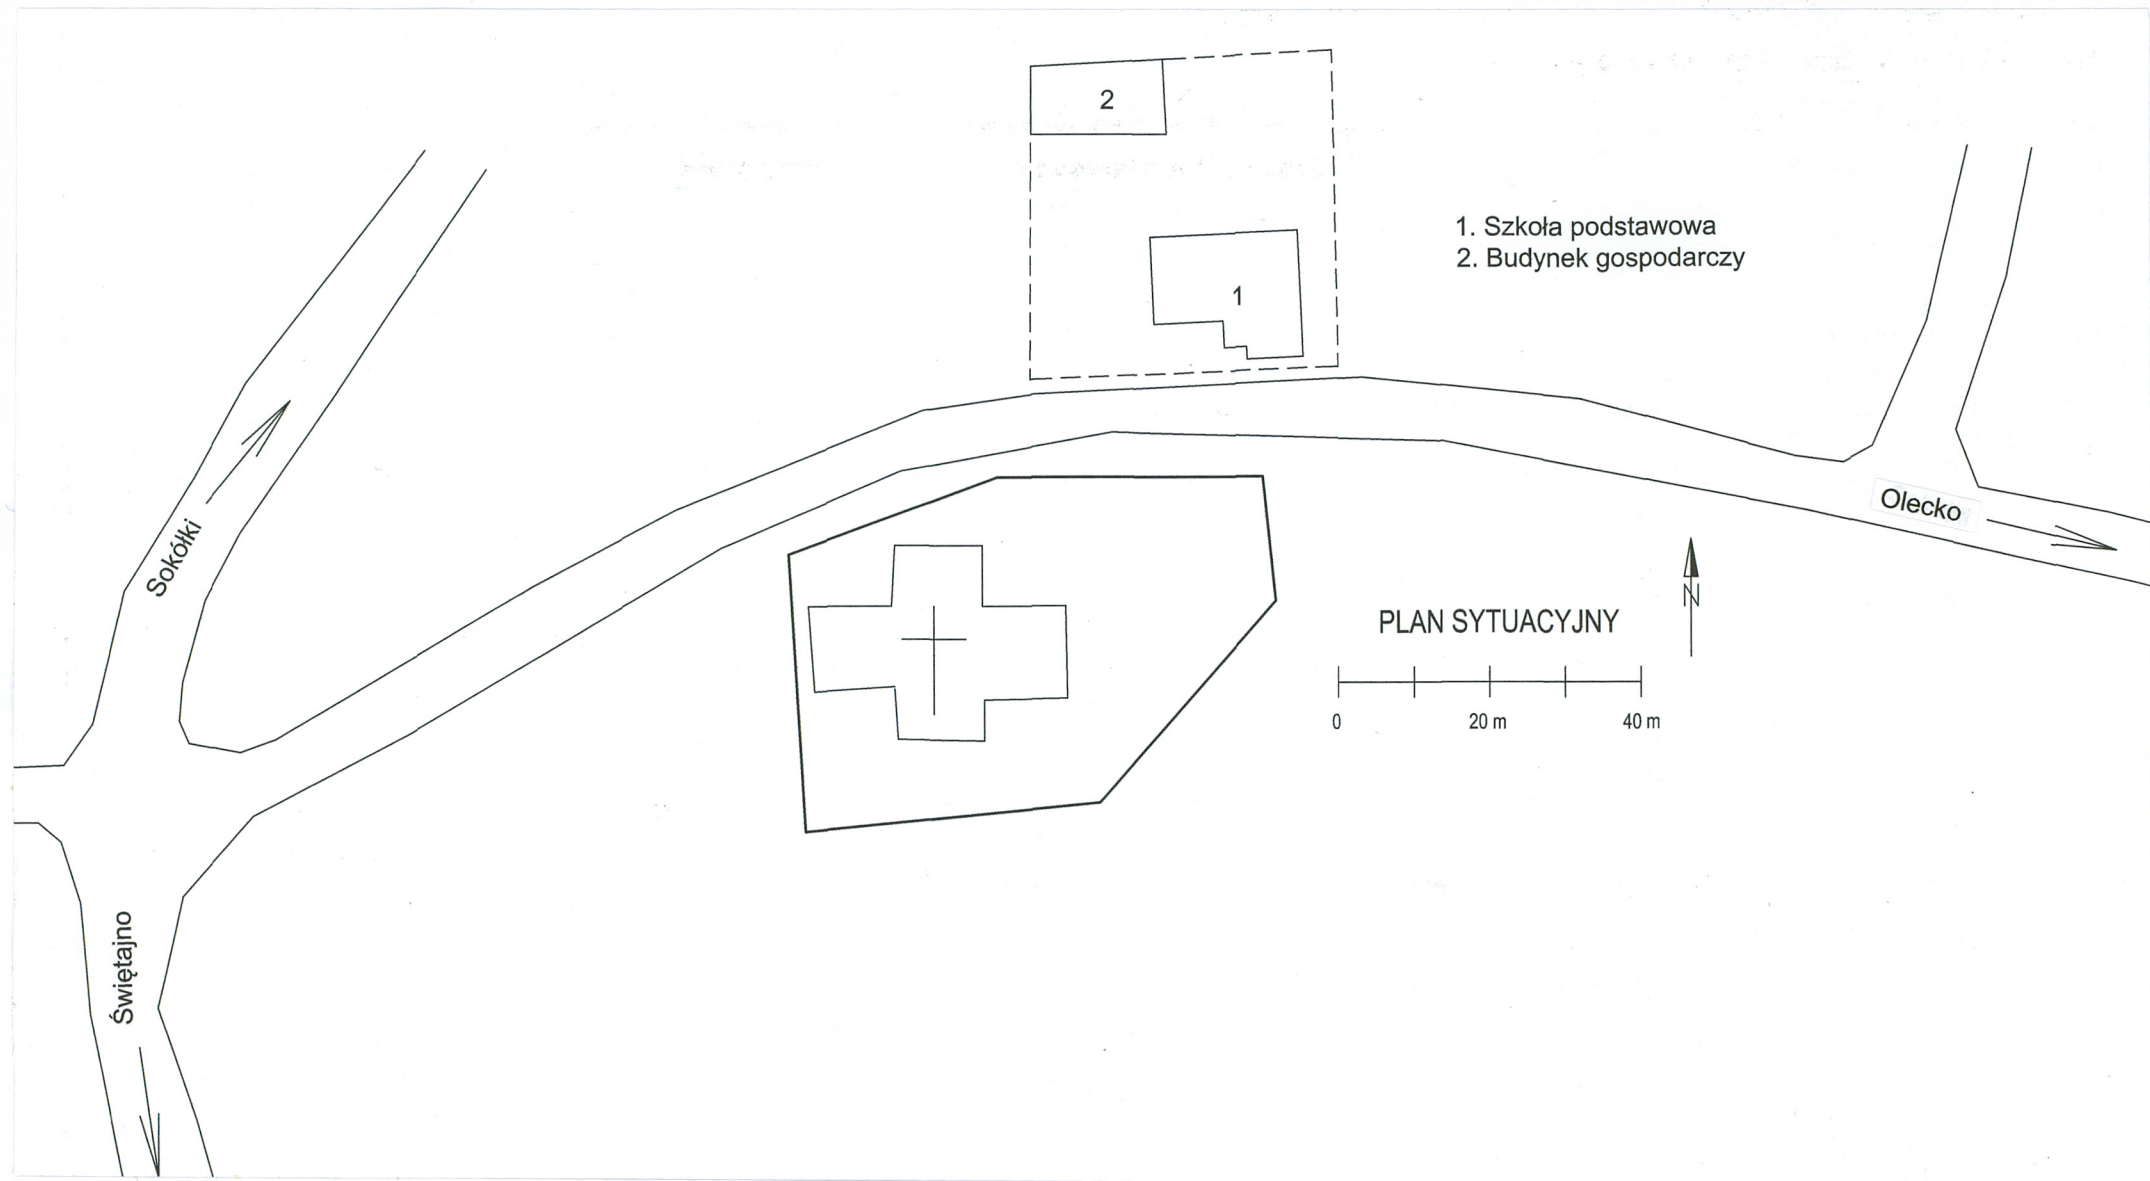 2
1. Szkoła podstawowa
2. Budynek gospodarczy
1
Olecko
Sokółki
N
PLAN SYTUACYJNY
0 20 m 40 m
Świętajno